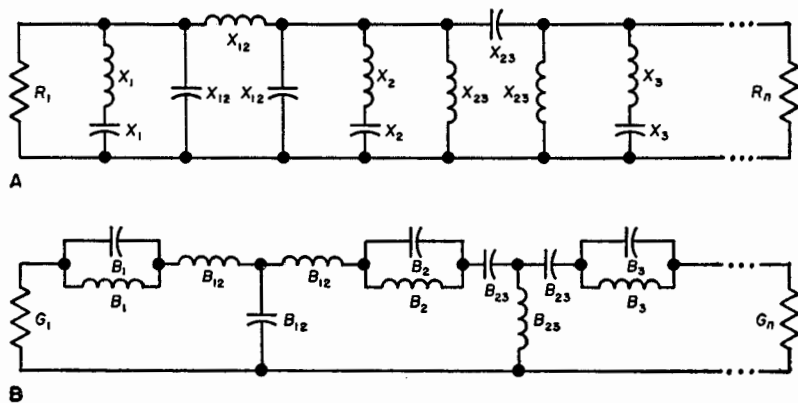 X12 X23
R1 X1 X12 X12 X2 X23 X23 X3 Rn
X1 X2 X3
A
B1 B12 B12 B2 B23 B23 B3
G1 B1 B12 B2 B23 B3 Gn
B